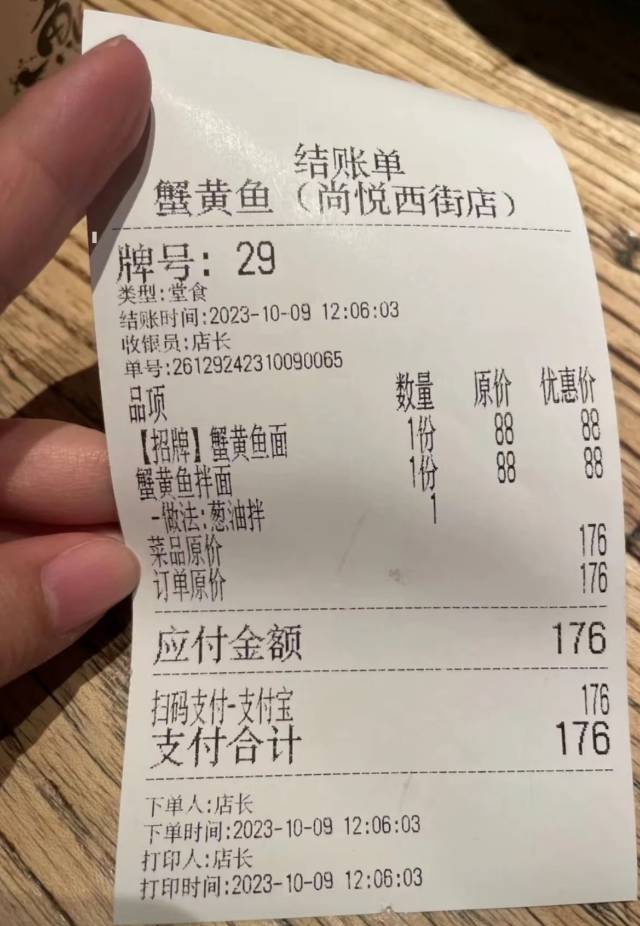 结账单
蟹黄鱼（尚悦西街店）
牌号: 29
类型:堂食
结账时间:2023-10-09 12:06:03
收银员:店长
单号:26129242310090065
品项 数量 原价 优惠价
【招牌】蟹黄鱼面 1份 88 88
蟹黄鱼拌面 1份 88 88
-做法:葱油拌 1
菜品原价 176
订单原价 176
应付金额 176
扫码支付-支付宝 176
支付合计 176
下单人:店长
下单时间:2023-10-09 12:06:03
打印人:店长
打印时间:2023-10-09 12:06:03